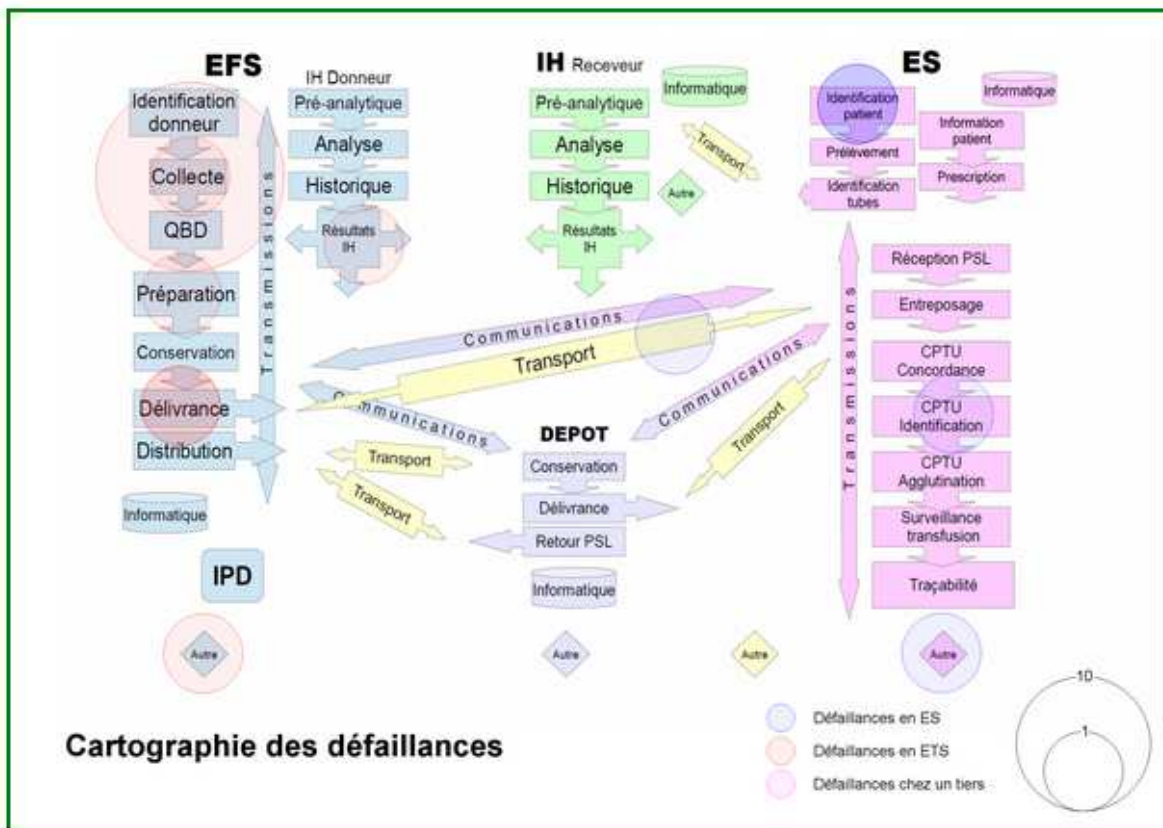 EFS
IH Donneur
Identification
donneur
Collecte
QBD
Préparation
Conservation
Délivrance
Distribution
Informatique
IPD
Autre
Transmissions
Pré-analytique
Analyse
Historique
Résultats
IH
IH Receveur
Pré-analytique
Analyse
Historique
Résultats
IH
Informatique
Transport
Autre
ES
Identification
patient
Prélèvement
Identification
tubes
Informatique
Information
patient
Prescription
Transmissions
Réception PSL
Entreposage
CPTU
Concordance
CPTU
Identification
CPTU
Agglutination
Surveillance
transfusion
Traçabilité
Autre
Communications
Transport
Communications
Communications
Transport
Transport
Transport
DEPOT
Conservation
Délivrance
Retour PSL
Informatique
Autre
Autre
Cartographie des défaillances
Défaillances en ES
Défaillances en ETS
Défaillances chez un tiers
10
1